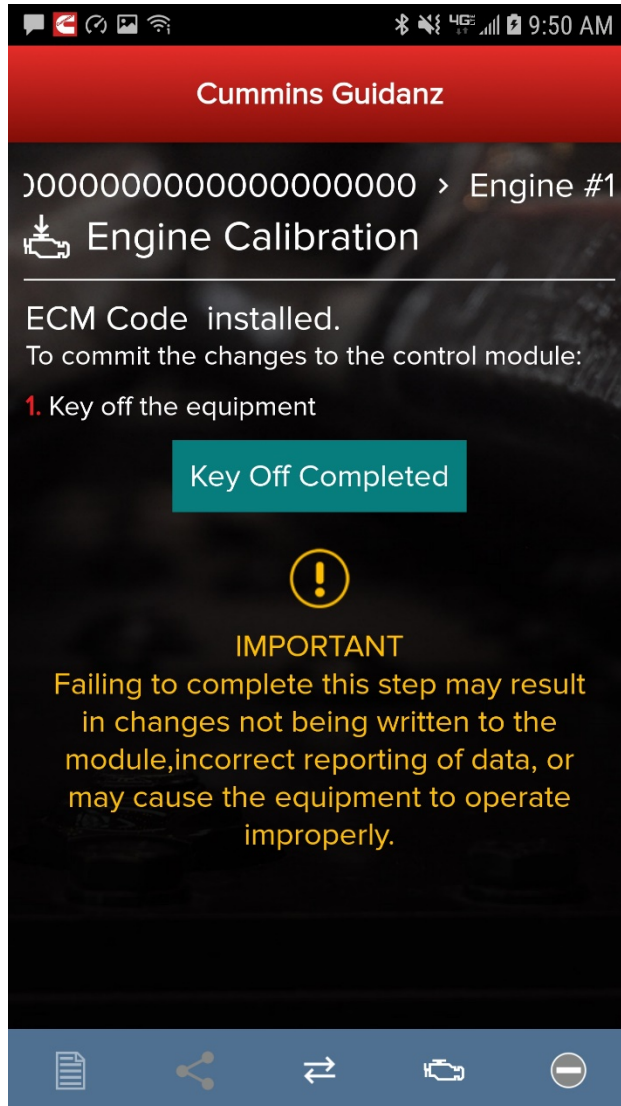 4GE 9:50 AM
Cummins Guidanz
00000000000000000000 > Engine #1
Engine Calibration
ECM Code installed.
To commit the changes to the control module:
1. Key off the equipment
Key Off Completed
!
IMPORTANT
Failing to complete this step may result
in changes not being written to the
module,incorrect reporting of data, or
may cause the equipment to operate
improperly.